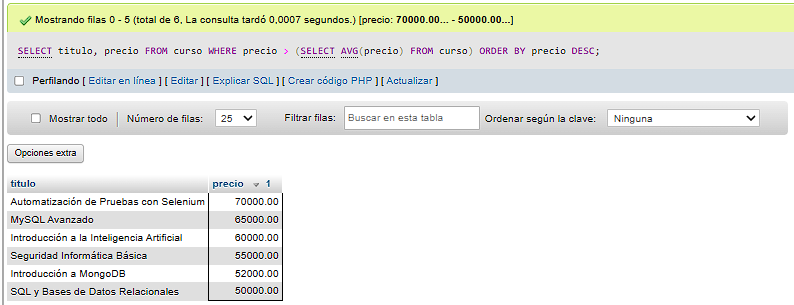 Mostrando filas 0 - 5 (total de 6, La consulta tardó 0,0007 segundos.) [precio: 70000.00... - 50000.00...]
SELECT titulo, precio FROM curso WHERE precio > (SELECT AVG(precio) FROM curso) ORDER BY precio DESC;
Perfilando [ Editar en línea ] [ Editar ] [ Explicar SQL ] [ Crear código PHP ] [ Actualizar ]
Mostrar todo Número de filas: 25 Filtrar filas: Buscar en esta tabla Ordenar según la clave: Ninguna
Opciones extra
titulo precio 1
Automatización de Pruebas con Selenium 70000.00
MySQL Avanzado 65000.00
Introducción a la Inteligencia Artificial 60000.00
Seguridad Informática Básica 55000.00
Introducción a MongoDB 52000.00
SQL y Bases de Datos Relacionales 50000.00